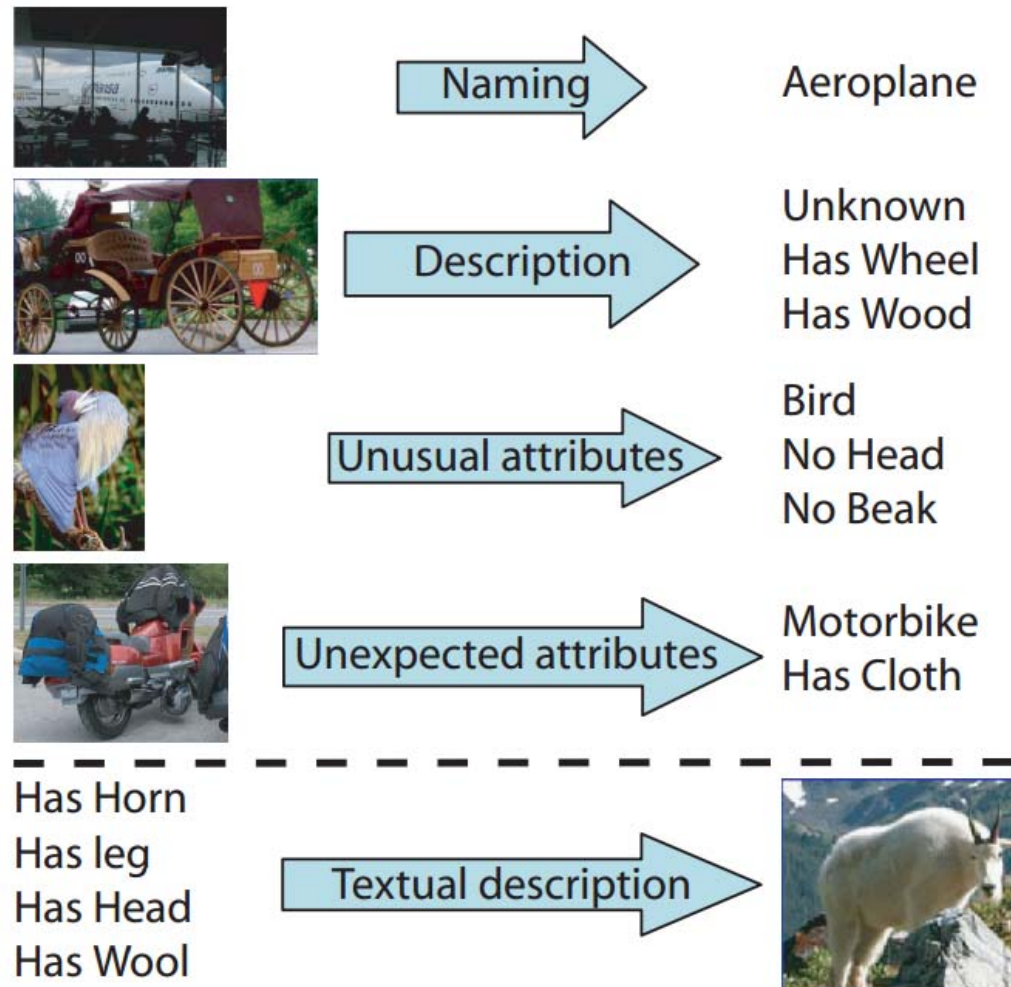 Naming
Aeroplane
Description
Unknown
Has Wheel
Has Wood
Unusual attributes
Bird
No Head
No Beak
Unexpected attributes
Motorbike
Has Cloth
Has Horn
Has leg
Has Head
Has Wool
Textual description